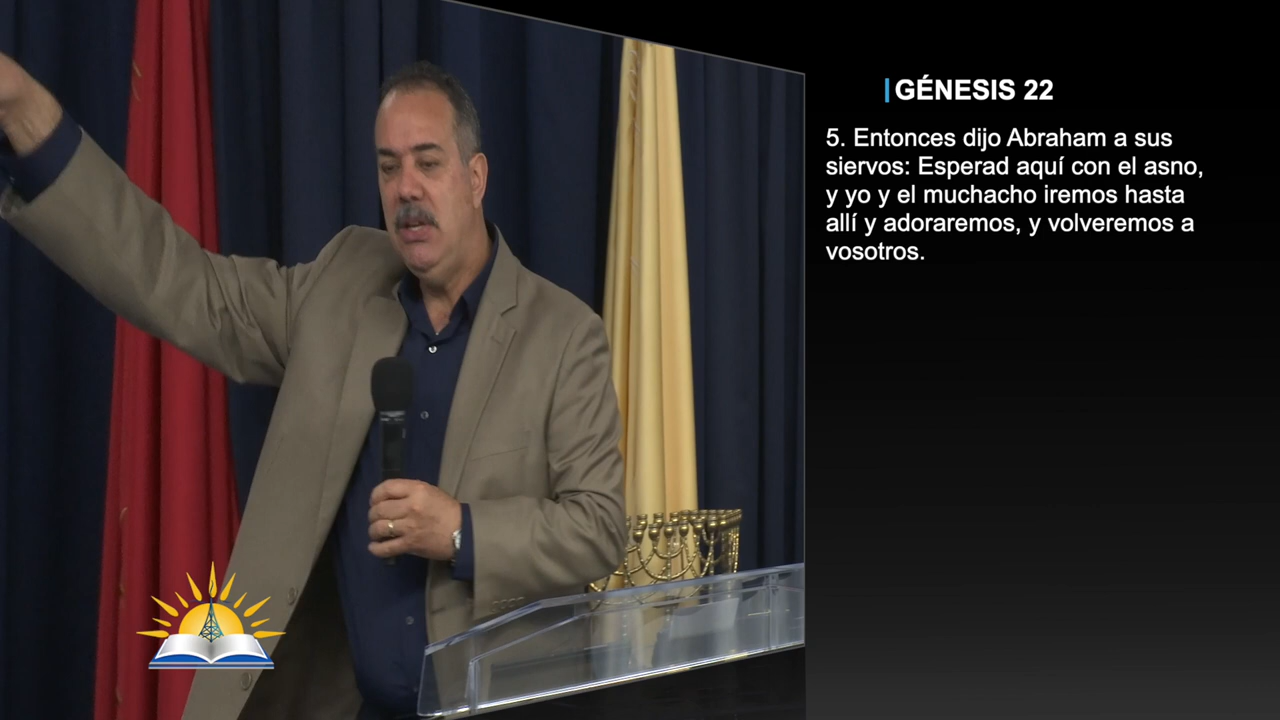 GÉNESIS 22
5. Entonces dijo Abraham a sus
siervos: Esperad aquí con el asno,
y yo y el muchacho iremos hasta
allí y adoraremos, y volveremos a
vosotros.